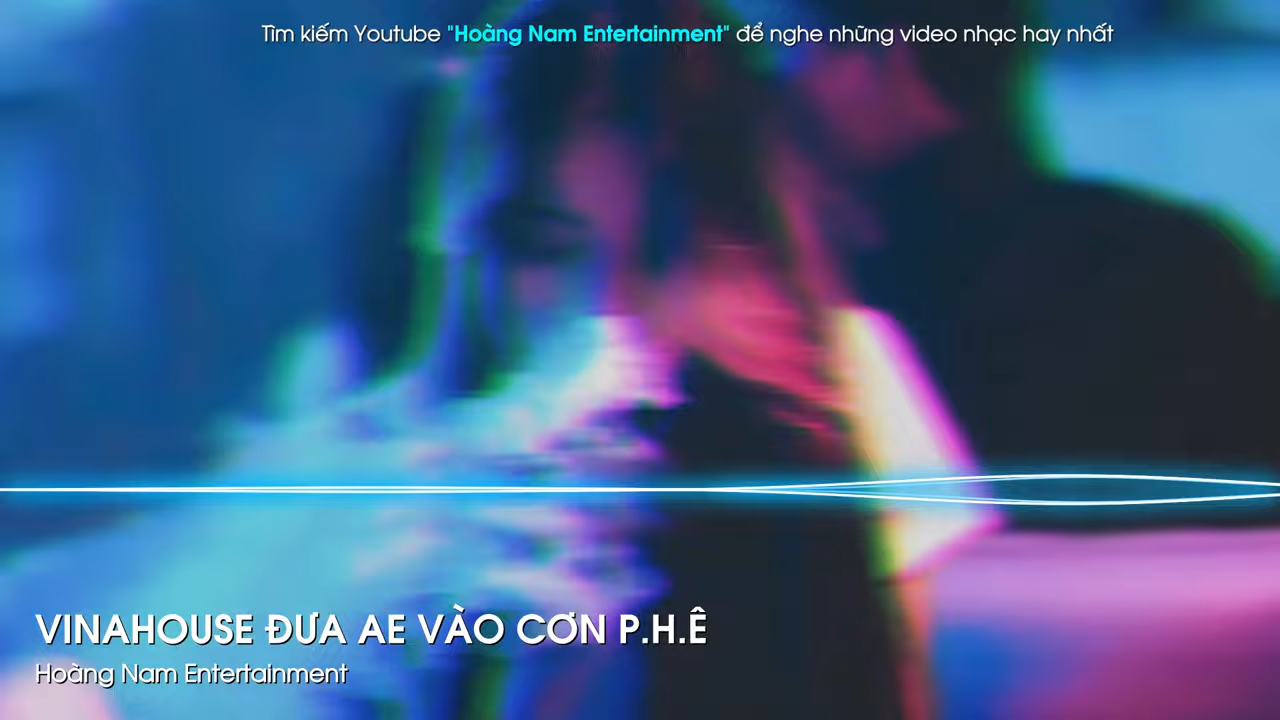 Tìm kiếm Youtube "Hoàng Nam Entertainment" để nghe những video nhạc hay nhất
VINAHOUSE ĐƯA AE VÀO CƠN P.H.Ê
Hoàng Nam Entertainment